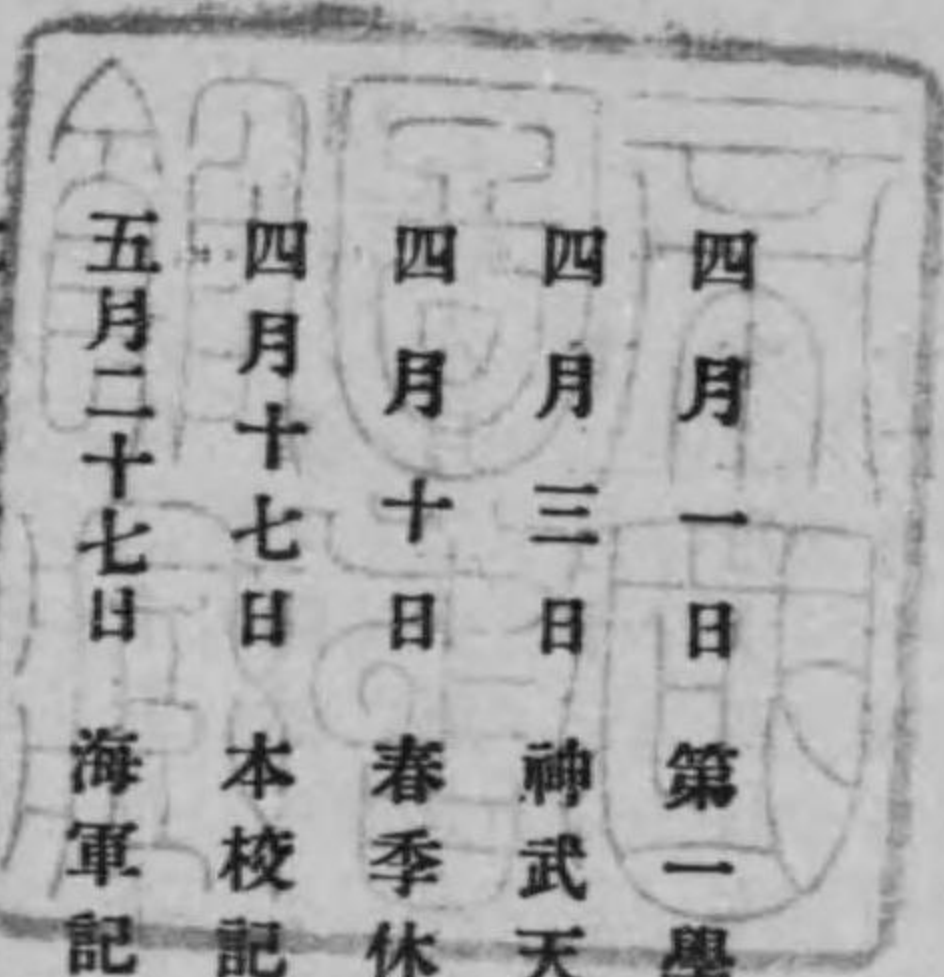 四月一日 第一學
四月三日 神武天
四月十日 春季休
四月十七日 本校記
五月二十七日 海軍記